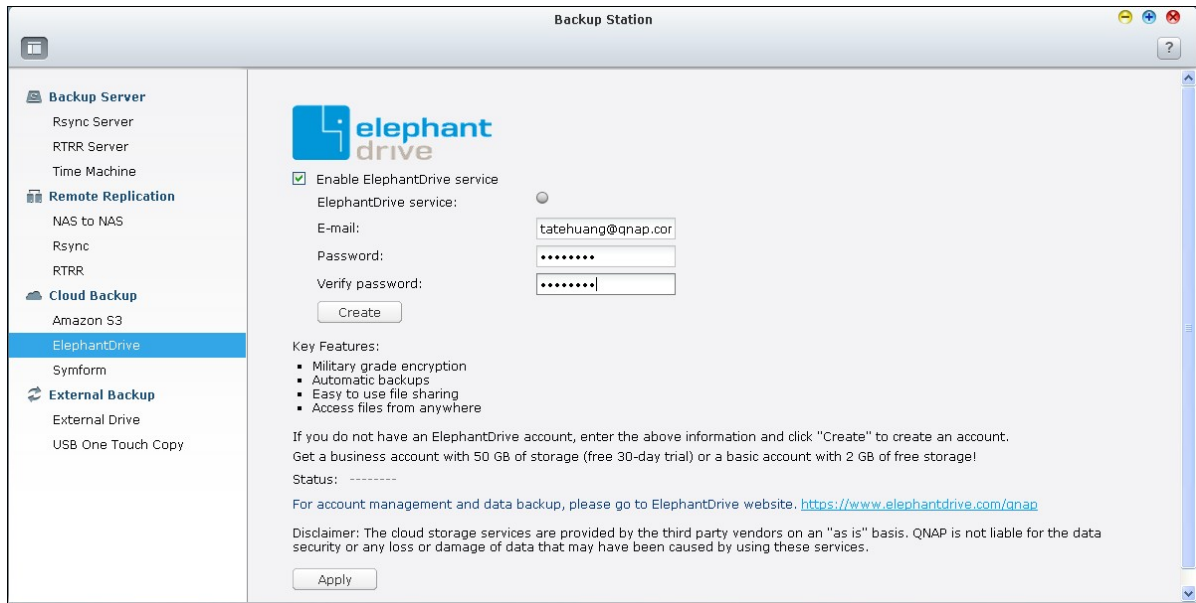 Backup Station
?
Backup Server
Rsync Server
RTRR Server
Time Machine
Remote Replication
NAS to NAS
Rsync
RTRR
Cloud Backup
Amazon S3
ElephantDrive
Symform
External Backup
External Drive
USB One Touch Copy
elephant
drive
Enable ElephantDrive service
ElephantDrive service:
E-mail: tatehuang@qnap.cor
Password: ••••••••
Verify password: ••••••••
Create
Key Features:
▪ Military grade encryption
▪ Automatic backups
▪ Easy to use file sharing
▪ Access files from anywhere
If you do not have an ElephantDrive account, enter the above information and click "Create" to create an account.
Get a business account with 50 GB of storage (free 30-day trial) or a basic account with 2 GB of free storage!
Status: --------
For account management and data backup, please go to ElephantDrive website. https://www.elephantdrive.com/qnap
Disclaimer: The cloud storage services are provided by the third party vendors on an "as is" basis. QNAP is not liable for the data
security or any loss or damage of data that may have been caused by using these services.
Apply